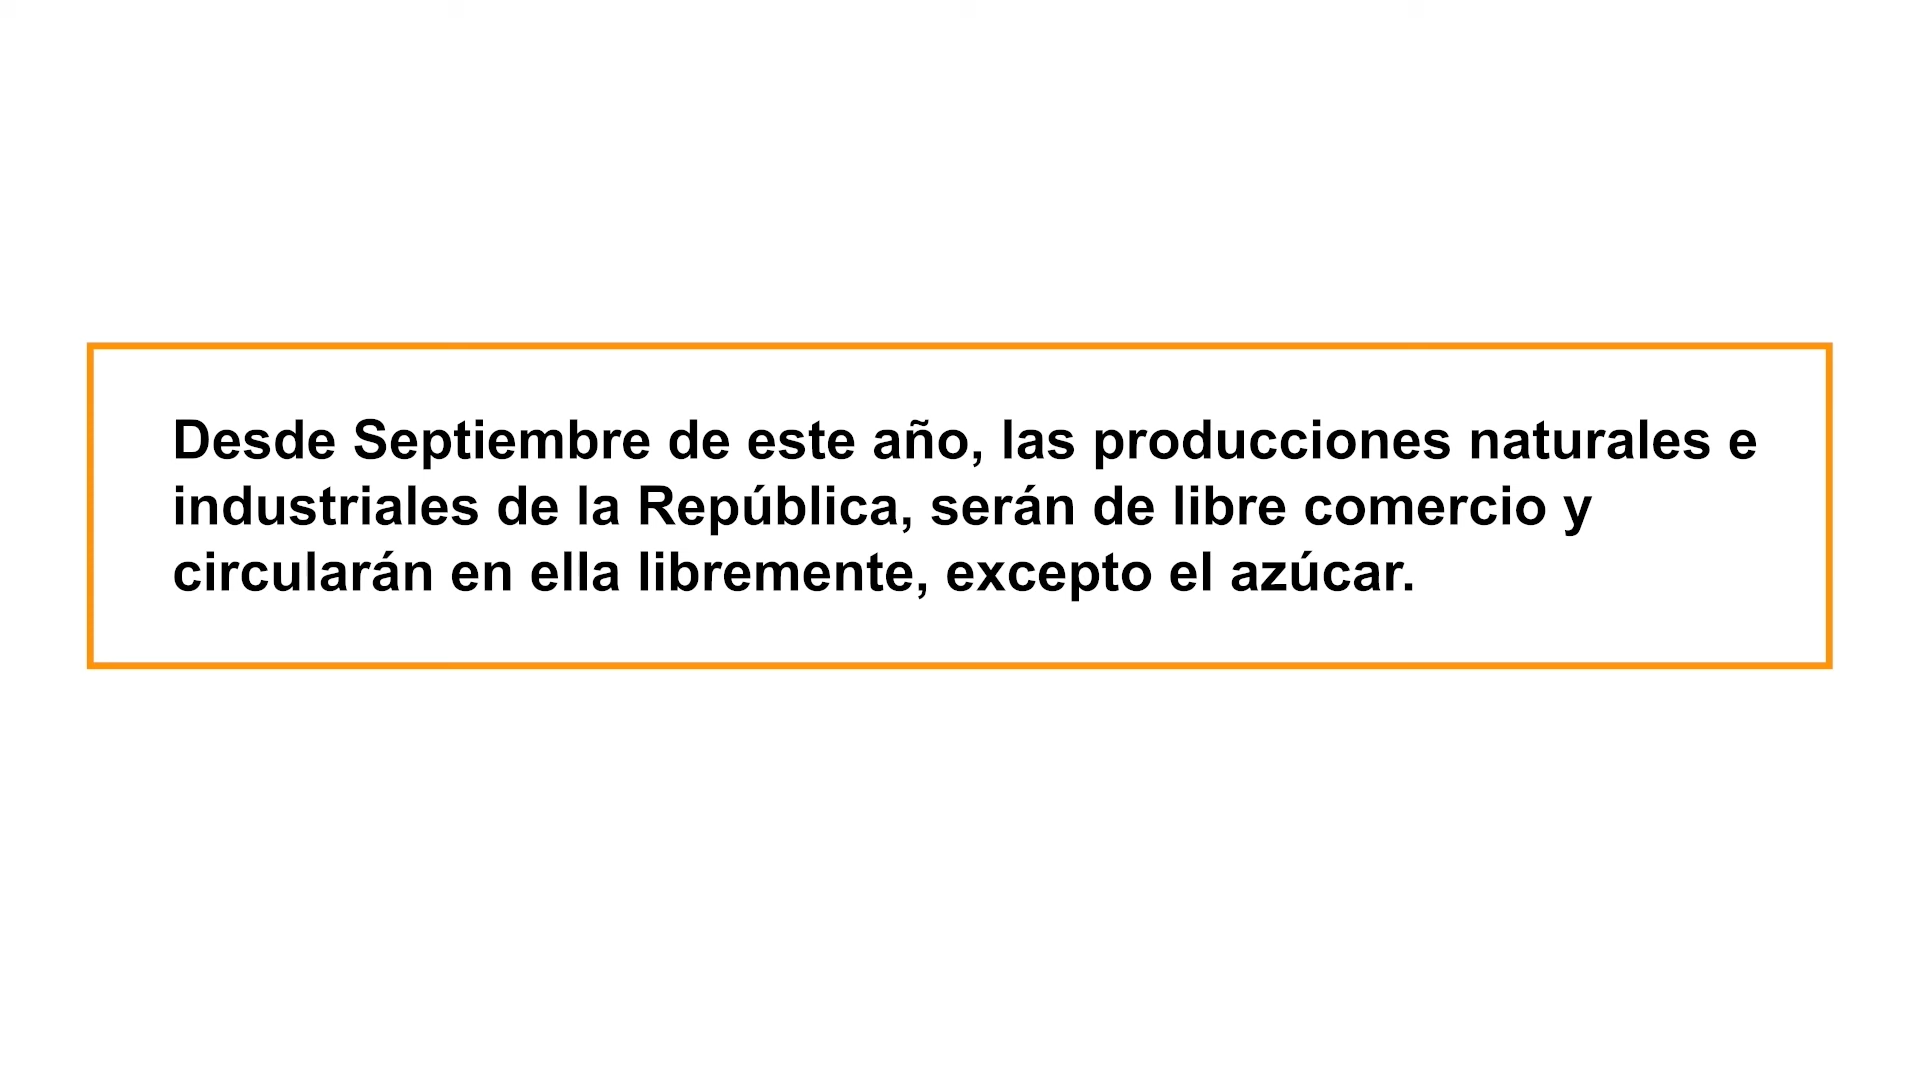 Desde Septiembre de este año, las producciones naturales e
industriales de la República, serán de libre comercio y
circularán en ella libremente, excepto el azúcar.